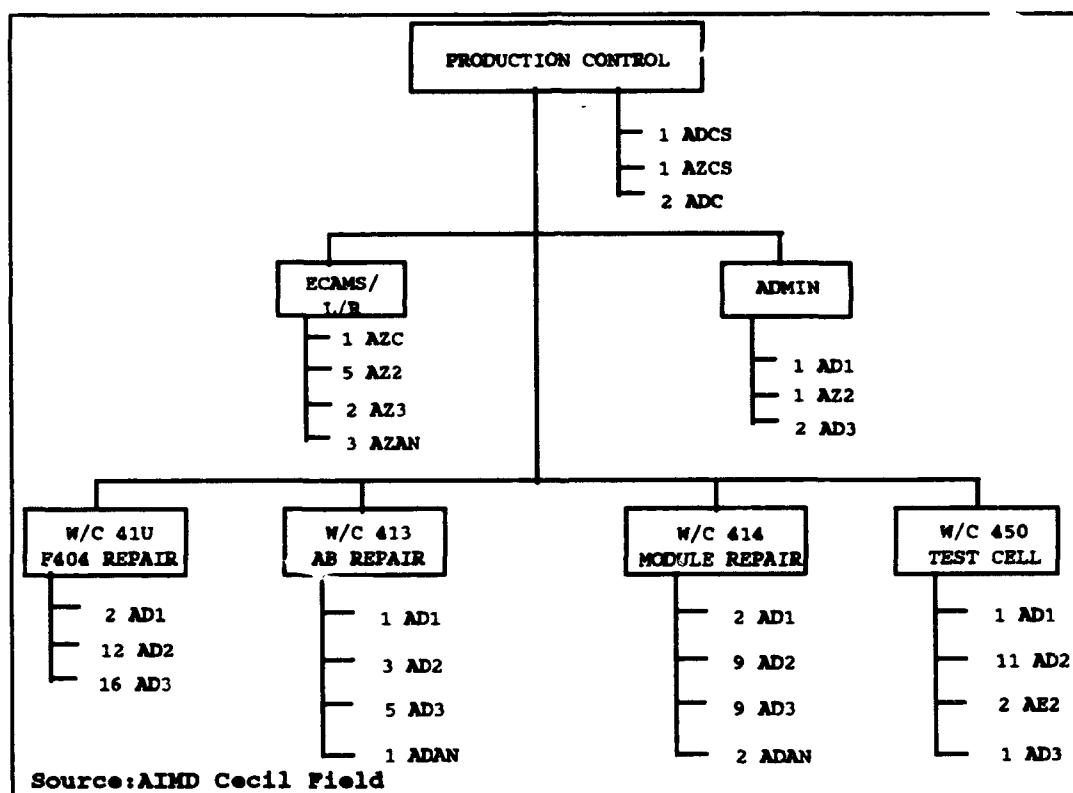 PRODUCTION CONTROL
1 ADCS
1 AZCS
2 ADC
ECAMS/
L/R
1 AZC
5 AZ2
2 AZ3
3 AZAN
ADMIN
1 AD1
1 AZ2
2 AD3
W/C 41U
F404 REPAIR
2 AD1
12 AD2
16 AD3
W/C 413
AB REPAIR
1 AD1
3 AD2
5 AD3
1 ADAN
W/C 414
MODULE REPAIR
2 AD1
9 AD2
9 AD3
2 ADAN
W/C 450
TEST CELL
1 AD1
11 AD2
2 AE2
1 AD3
Source:AIMD Cecil Field